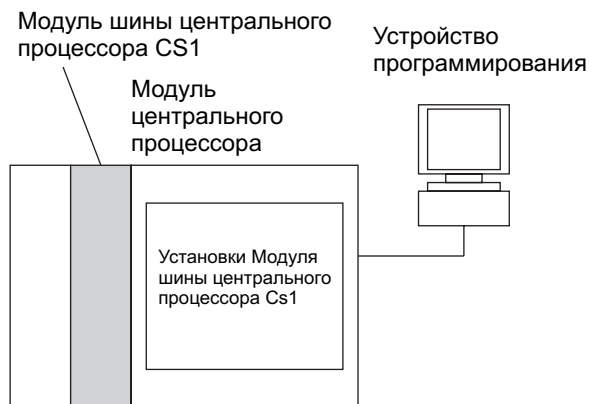 Модуль шины центрального
процессора CS1
Устройство
программирования
Модуль
центрального
процессора
Установки Модуля
шины центрального
процессора Cs1